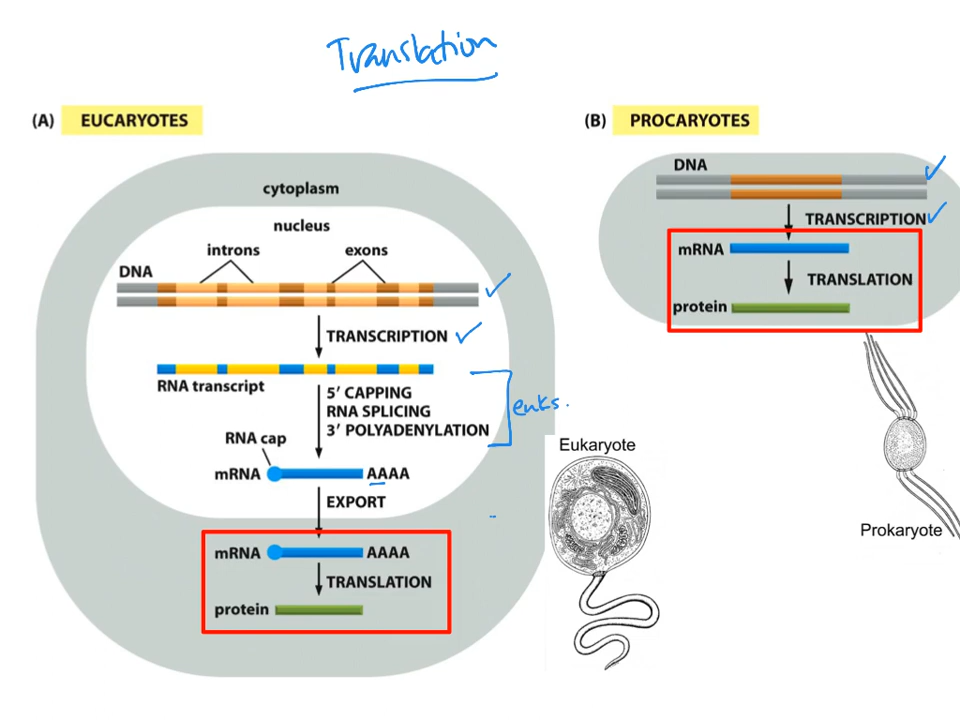 Translation
(A) EUCARYOTES
cytoplasm
nucleus
introns exons
DNA
TRANSCRIPTION
RNA transcript
5′ CAPPING
RNA SPLICING
3′ POLYADENYLATION
euks.
RNA cap
mRNA AAAA
EXPORT
mRNA AAAA
TRANSLATION
protein
(B) PROCARYOTES
DNA
TRANSCRIPTION
mRNA
TRANSLATION
protein
Eukaryote
Prokaryote